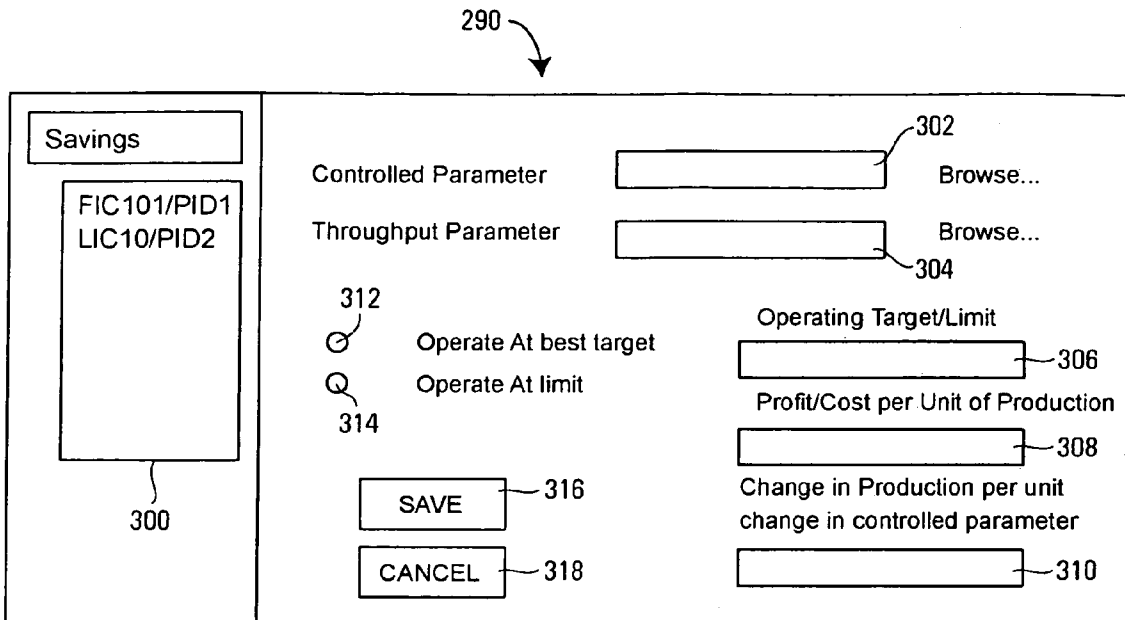 290
Savings
FIC101/PID1
LIC10/PID2
300
302
Controlled Parameter
Browse...
Throughput Parameter
Browse...
304
312
Operate At best target
Operate At limit
314
Operating Target/Limit
306
Profit/Cost per Unit of Production
308
Change in Production per unit
change in controlled parameter
310
SAVE
316
CANCEL
318